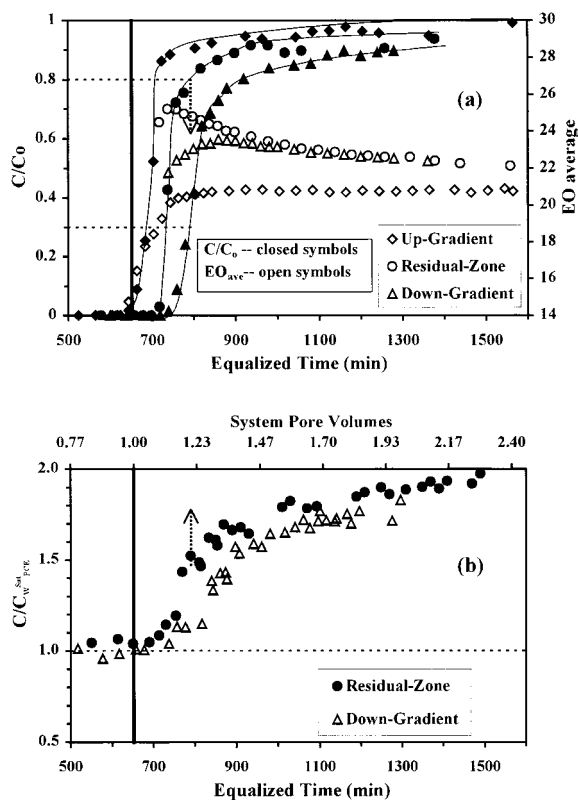 1 30
(a)
28
0.8
26
0.6
24
C/Co EO average
22
0.4
20
C/Co -- closed symbols
EOave-- open symbols
Up-Gradient
Residual-Zone
Down-Gradient
0.2
18
16
0 14
500 700 900 1100 1300 1500
Equalized Time (min)
System Pore Volumes
0.77 1.00 1.23 1.47 1.70 1.93 2.17 2.40
2.0
1.5
(b)
C/CW Sat PCE
1.0
Residual-Zone
Down-Gradient
0.5
500 700 900 1100 1300 1500
Equalized Time (min)